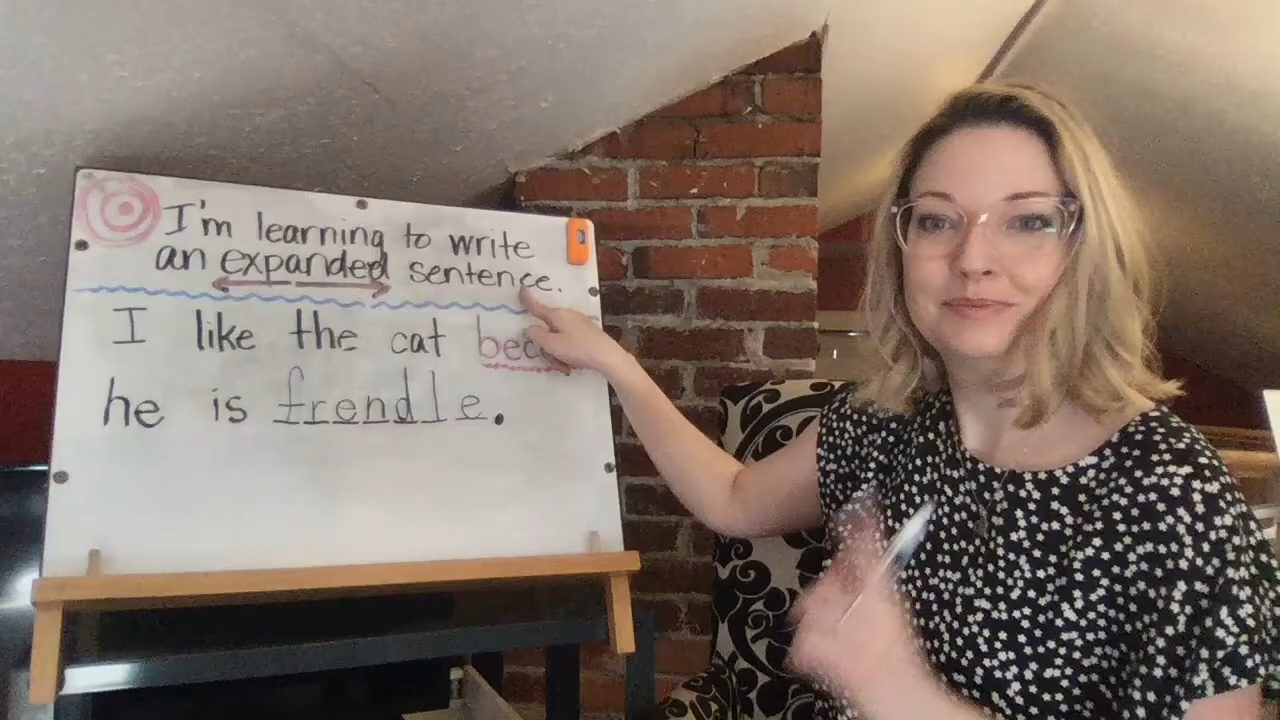 I'm learning to write
an expanded sentence.
I like the cat
he is frendle.